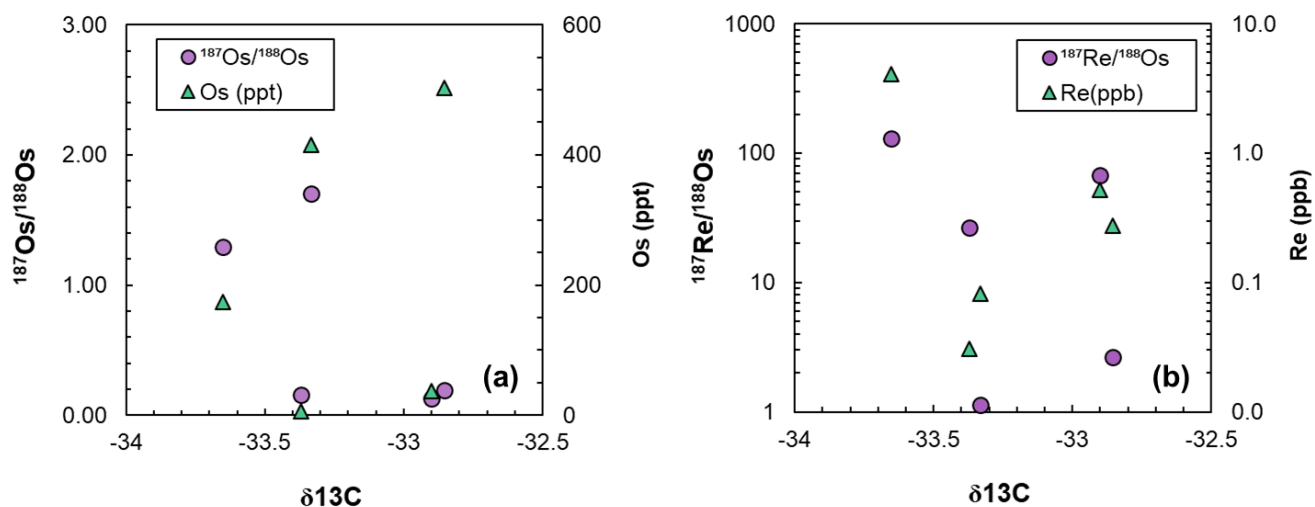 3.00
2.00
1.00
0.00
¹⁸⁷Os/¹⁸⁸Os
¹⁸⁷Os/¹⁸⁸Os
Os (ppt)
600
400
200
0
Os (ppt)
(a)
-34
-33.5
-33
-32.5
δ13C
1000
100
10
1
¹⁸⁷Re/¹⁸⁸Os
¹⁸⁷Re/¹⁸⁸Os
Re(ppb)
10.0
1.0
0.1
0.0
Re (ppb)
(b)
-34
-33.5
-33
-32.5
δ13C